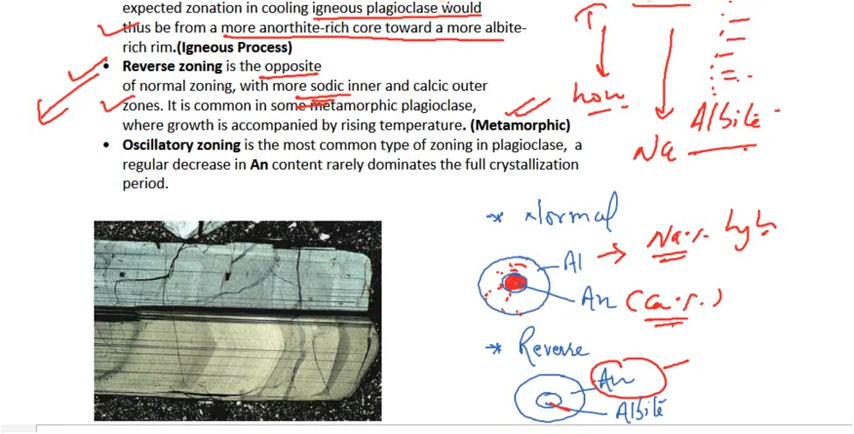 expected zonation in cooling igneous plagioclase would
thus be from a more anorthite-rich core toward a more albite-
rich rim.(Igneous Process)
• Reverse zoning is the opposite
of normal zoning, with more sodic inner and calcic outer
zones. It is common in some metamorphic plagioclase,
where growth is accompanied by rising temperature. (Metamorphic)
• Oscillatory zoning is the most common type of zoning in plagioclase, a
regular decrease in An content rarely dominates the full crystallization
period.
T
low
Na
Albite
* Normal
Al → Na.%. high
An (Ca.%.)
* Reverse
An
Albite